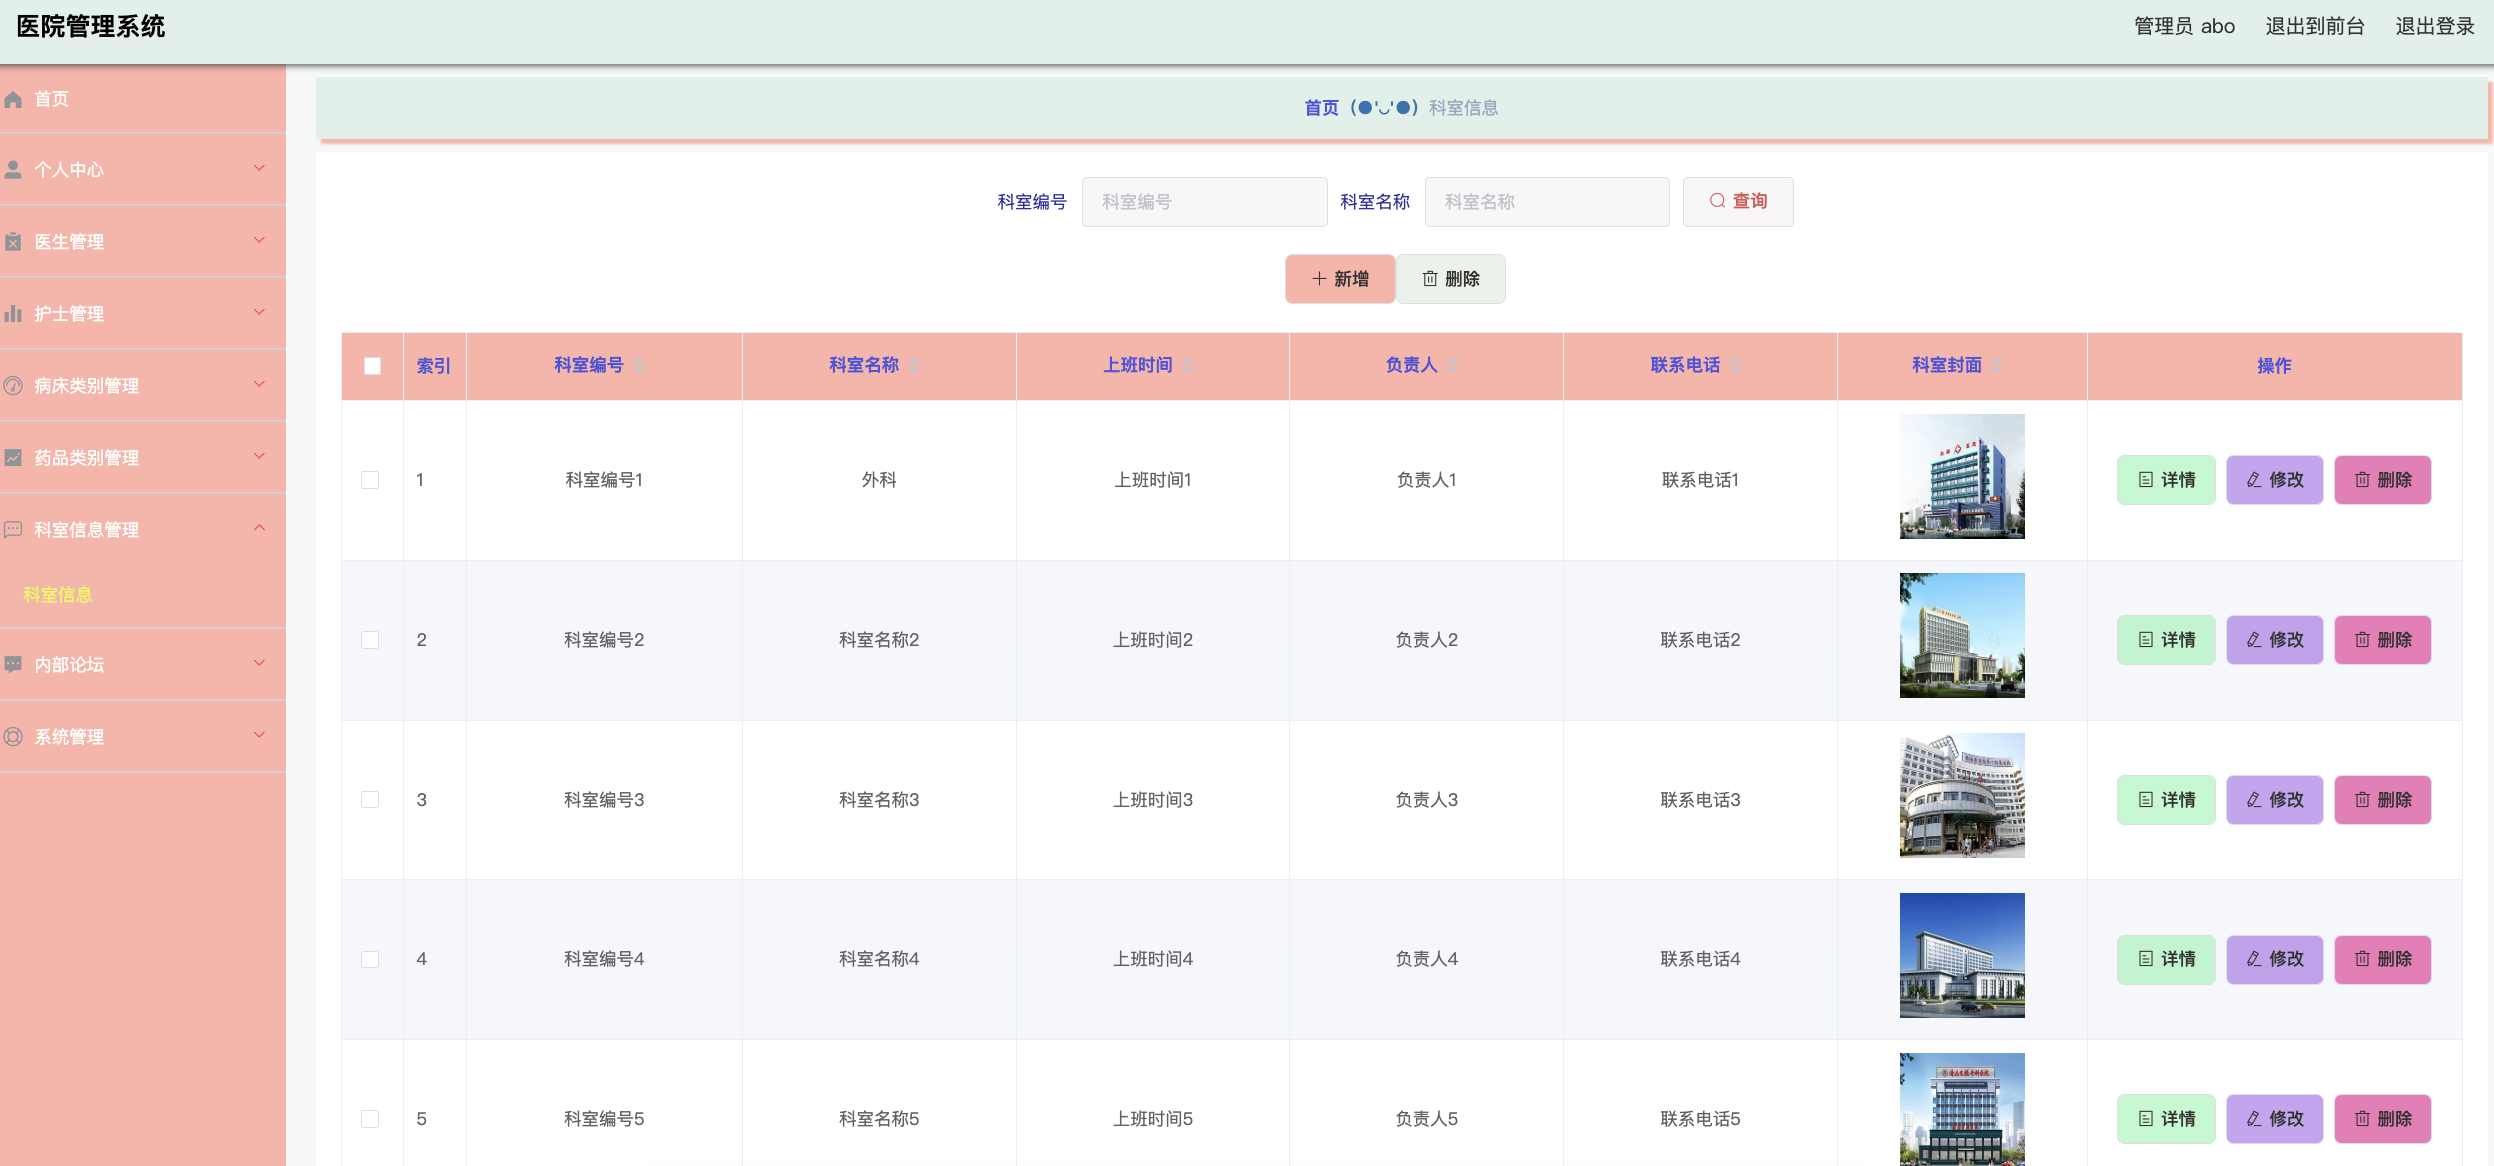 医院管理系统
管理员 abo 退出到前台 退出登录
首页 (●'◡'●) 科室信息
首页
个人中心
医生管理
护士管理
病床类别管理
药品类别管理
科室信息管理
科室信息
内部论坛
系统管理
科室编号 科室编号 科室名称 科室名称 查询
新增 删除
索引 科室编号 科室名称 上班时间 负责人 联系电话 科室封面 操作
1 科室编号1 外科 上班时间1 负责人1 联系电话1 详情 修改 删除
2 科室编号2 科室名称2 上班时间2 负责人2 联系电话2 详情 修改 删除
3 科室编号3 科室名称3 上班时间3 负责人3 联系电话3 详情 修改 删除
4 科室编号4 科室名称4 上班时间4 负责人4 联系电话4 详情 修改 删除
5 科室编号5 科室名称5 上班时间5 负责人5 联系电话5 详情 修改 删除